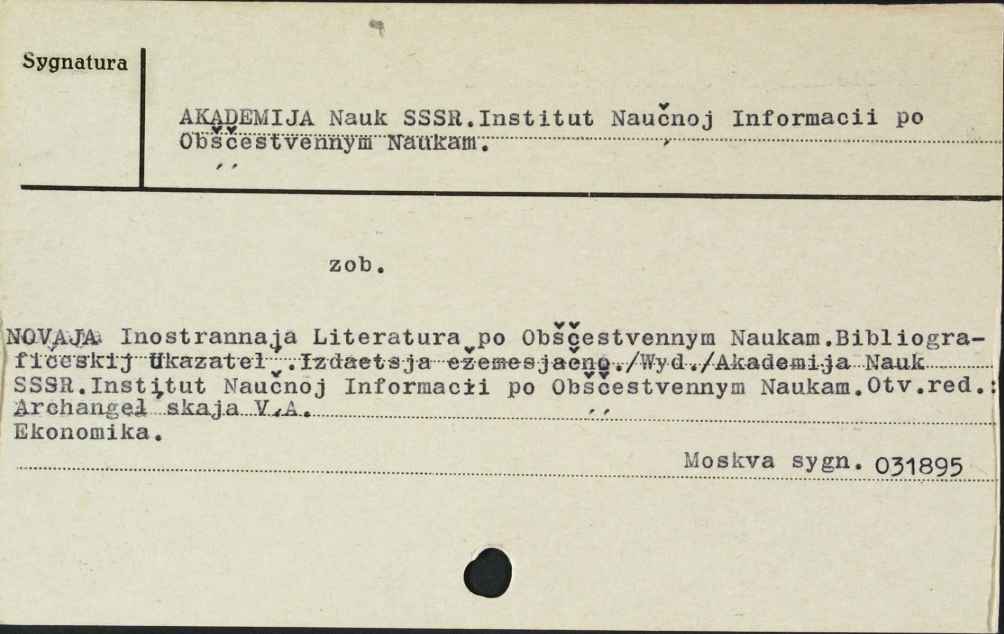 Sygnatura
AKADEMIJA Nauk SSSR.Institut Naučnoj Informacii po
Obščestvennym Naukam.
zob.
NOVAJA Inostrannaja Literatura po Obščestvennym Naukam.Bibliogra-
fičeskij Ukazatel'.Izdaetsja ežemesjačno./Wyd./Akademija Nauk
SSSR.Institut Naučnoj Informacii po Obščestvennym Naukam.Otv.red.:
Archangel'skaja V.A.
Ekonomika.
Moskva sygn. 031895